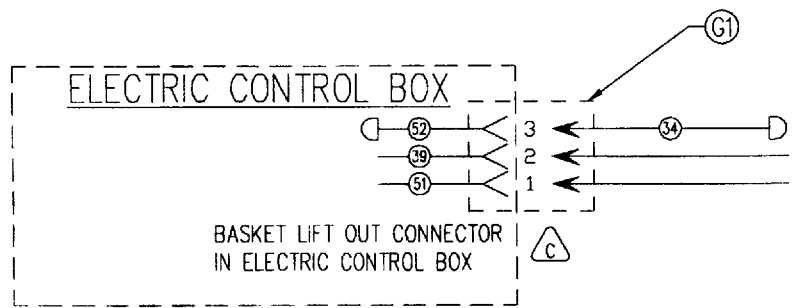 G1
ELECTRIC CONTROL BOX
52 3 34
39 2
51 1
BASKET LIFT OUT CONNECTOR
IN ELECTRIC CONTROL BOX
C